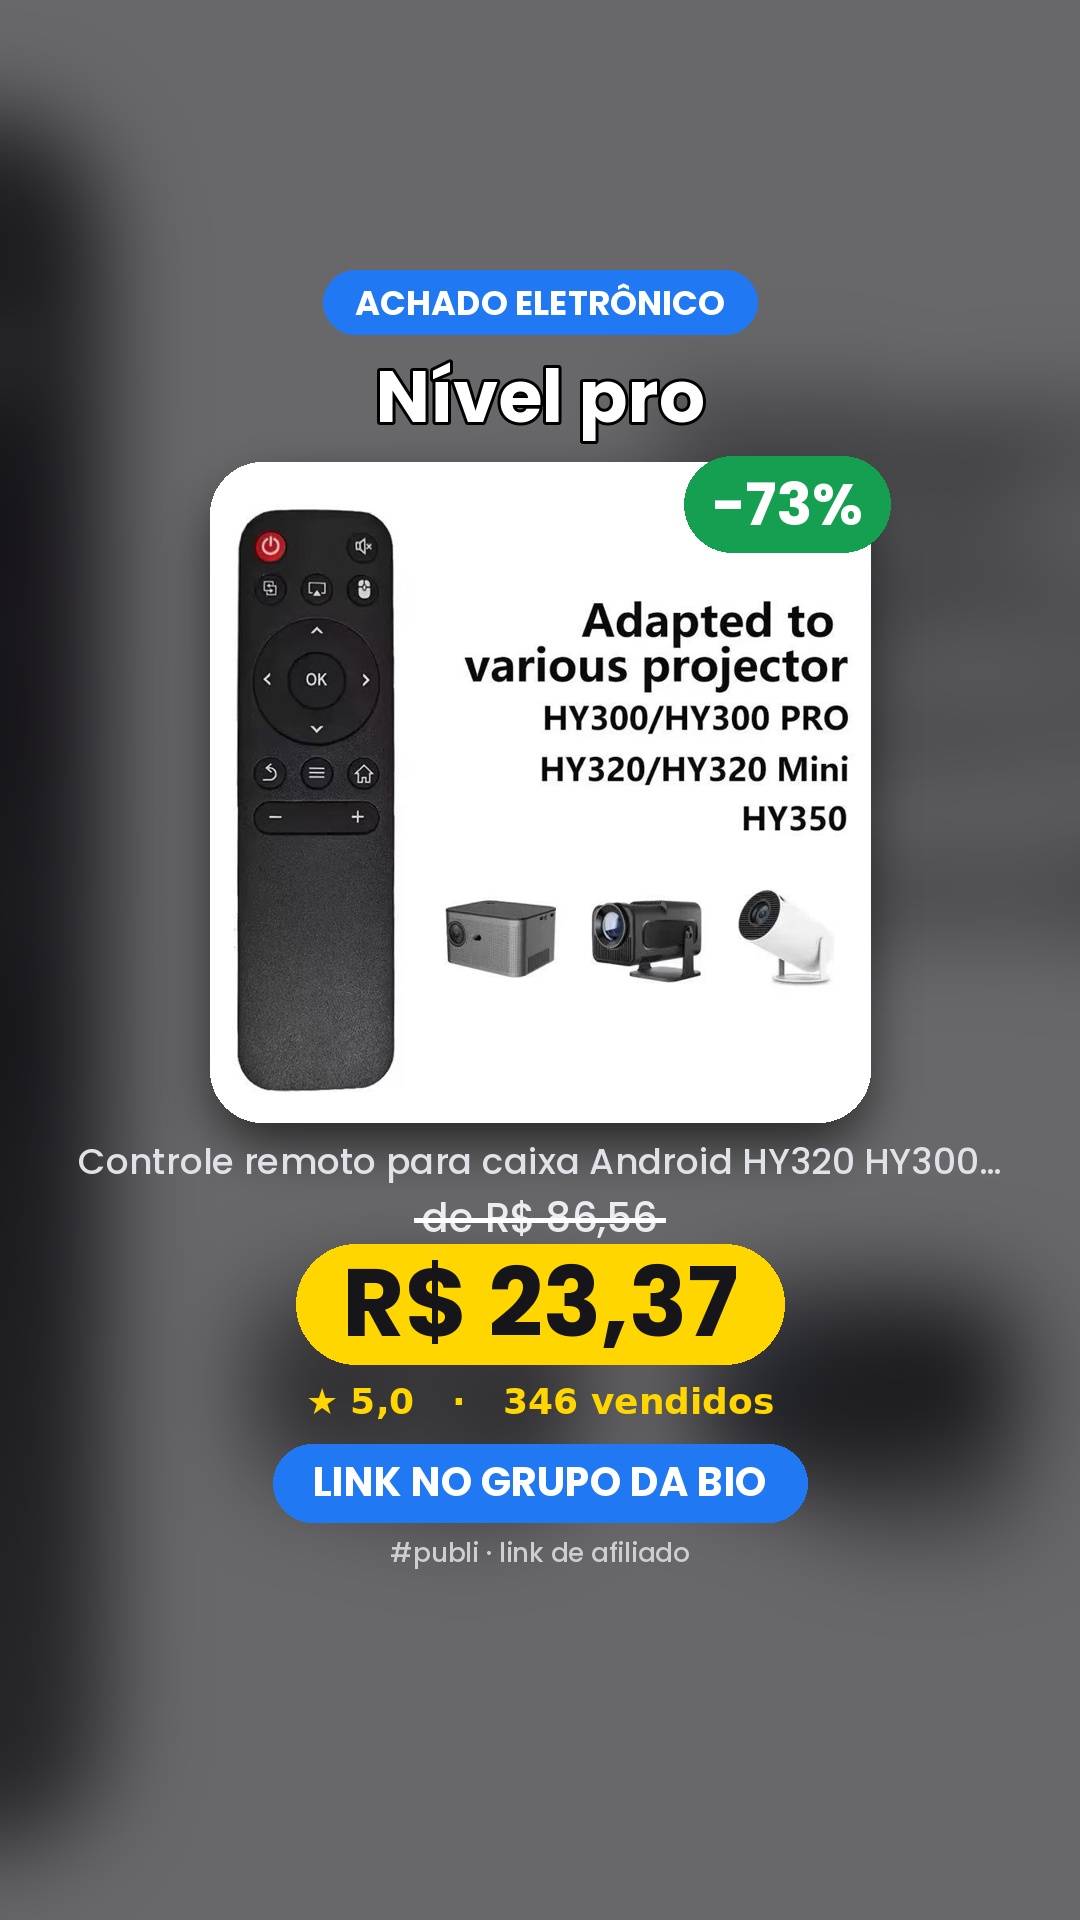 ACHADO ELETRÔNICO
Nível pro
-73%
OK
Adapted to
various projector
HY300/HY300 PRO
HY320/HY320 Mini
HY350
Controle remoto para caixa Android HY320 HY300...
de R$ 86,56
R$ 23,37
★ 5,0 · 346 vendidos
LINK NO GRUPO DA BIO
#publi · link de afiliado